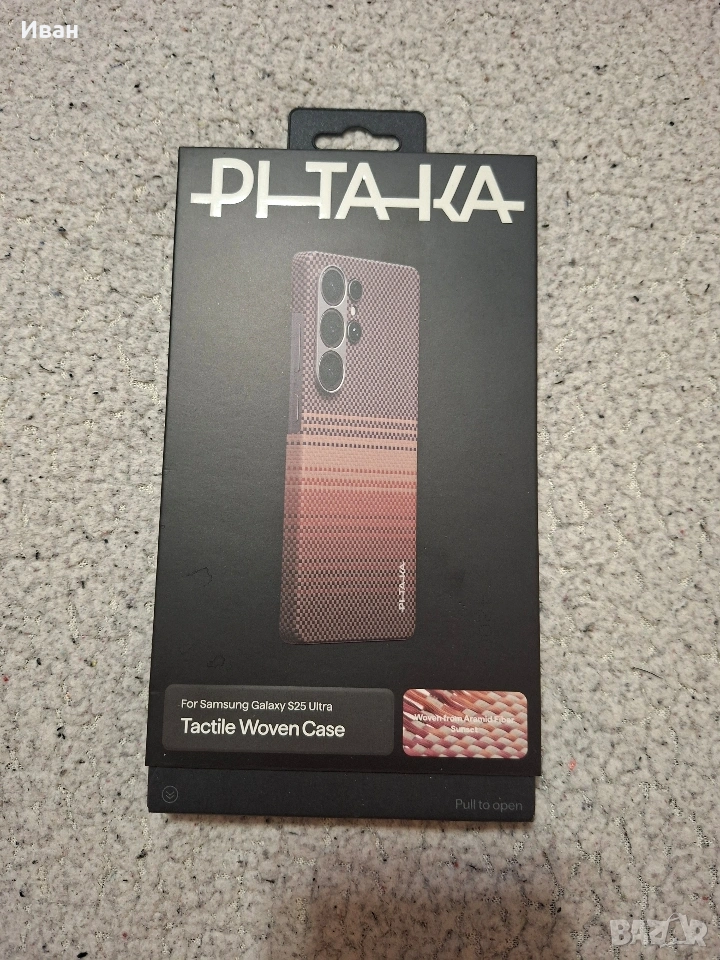 Иван
PITAKA
PITAKA
For Samsung Galaxy S25 Ultra
Tactile Woven Case
Woven from Aramid Fiber
Sunset
Pull to open
BAZAR